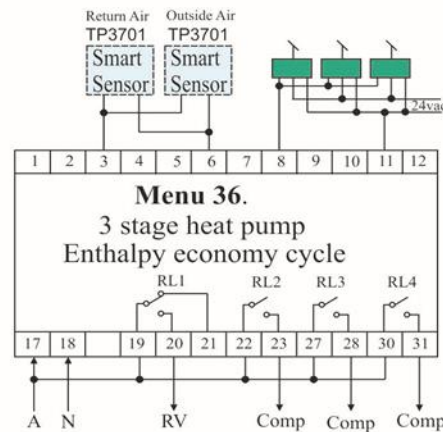 Return Air Outside Air
TP3701 TP3701
Smart Sensor Smart Sensor
24vac
1 2 3 4 5 6 7 8 9 10 11 12
Menu 36.
3 stage heat pump
Enthalpy economy cycle
RL1 RL2 RL3 RL4
17 18 19 20 21 22 23 27 28 30 31
A N RV Comp Comp Comp